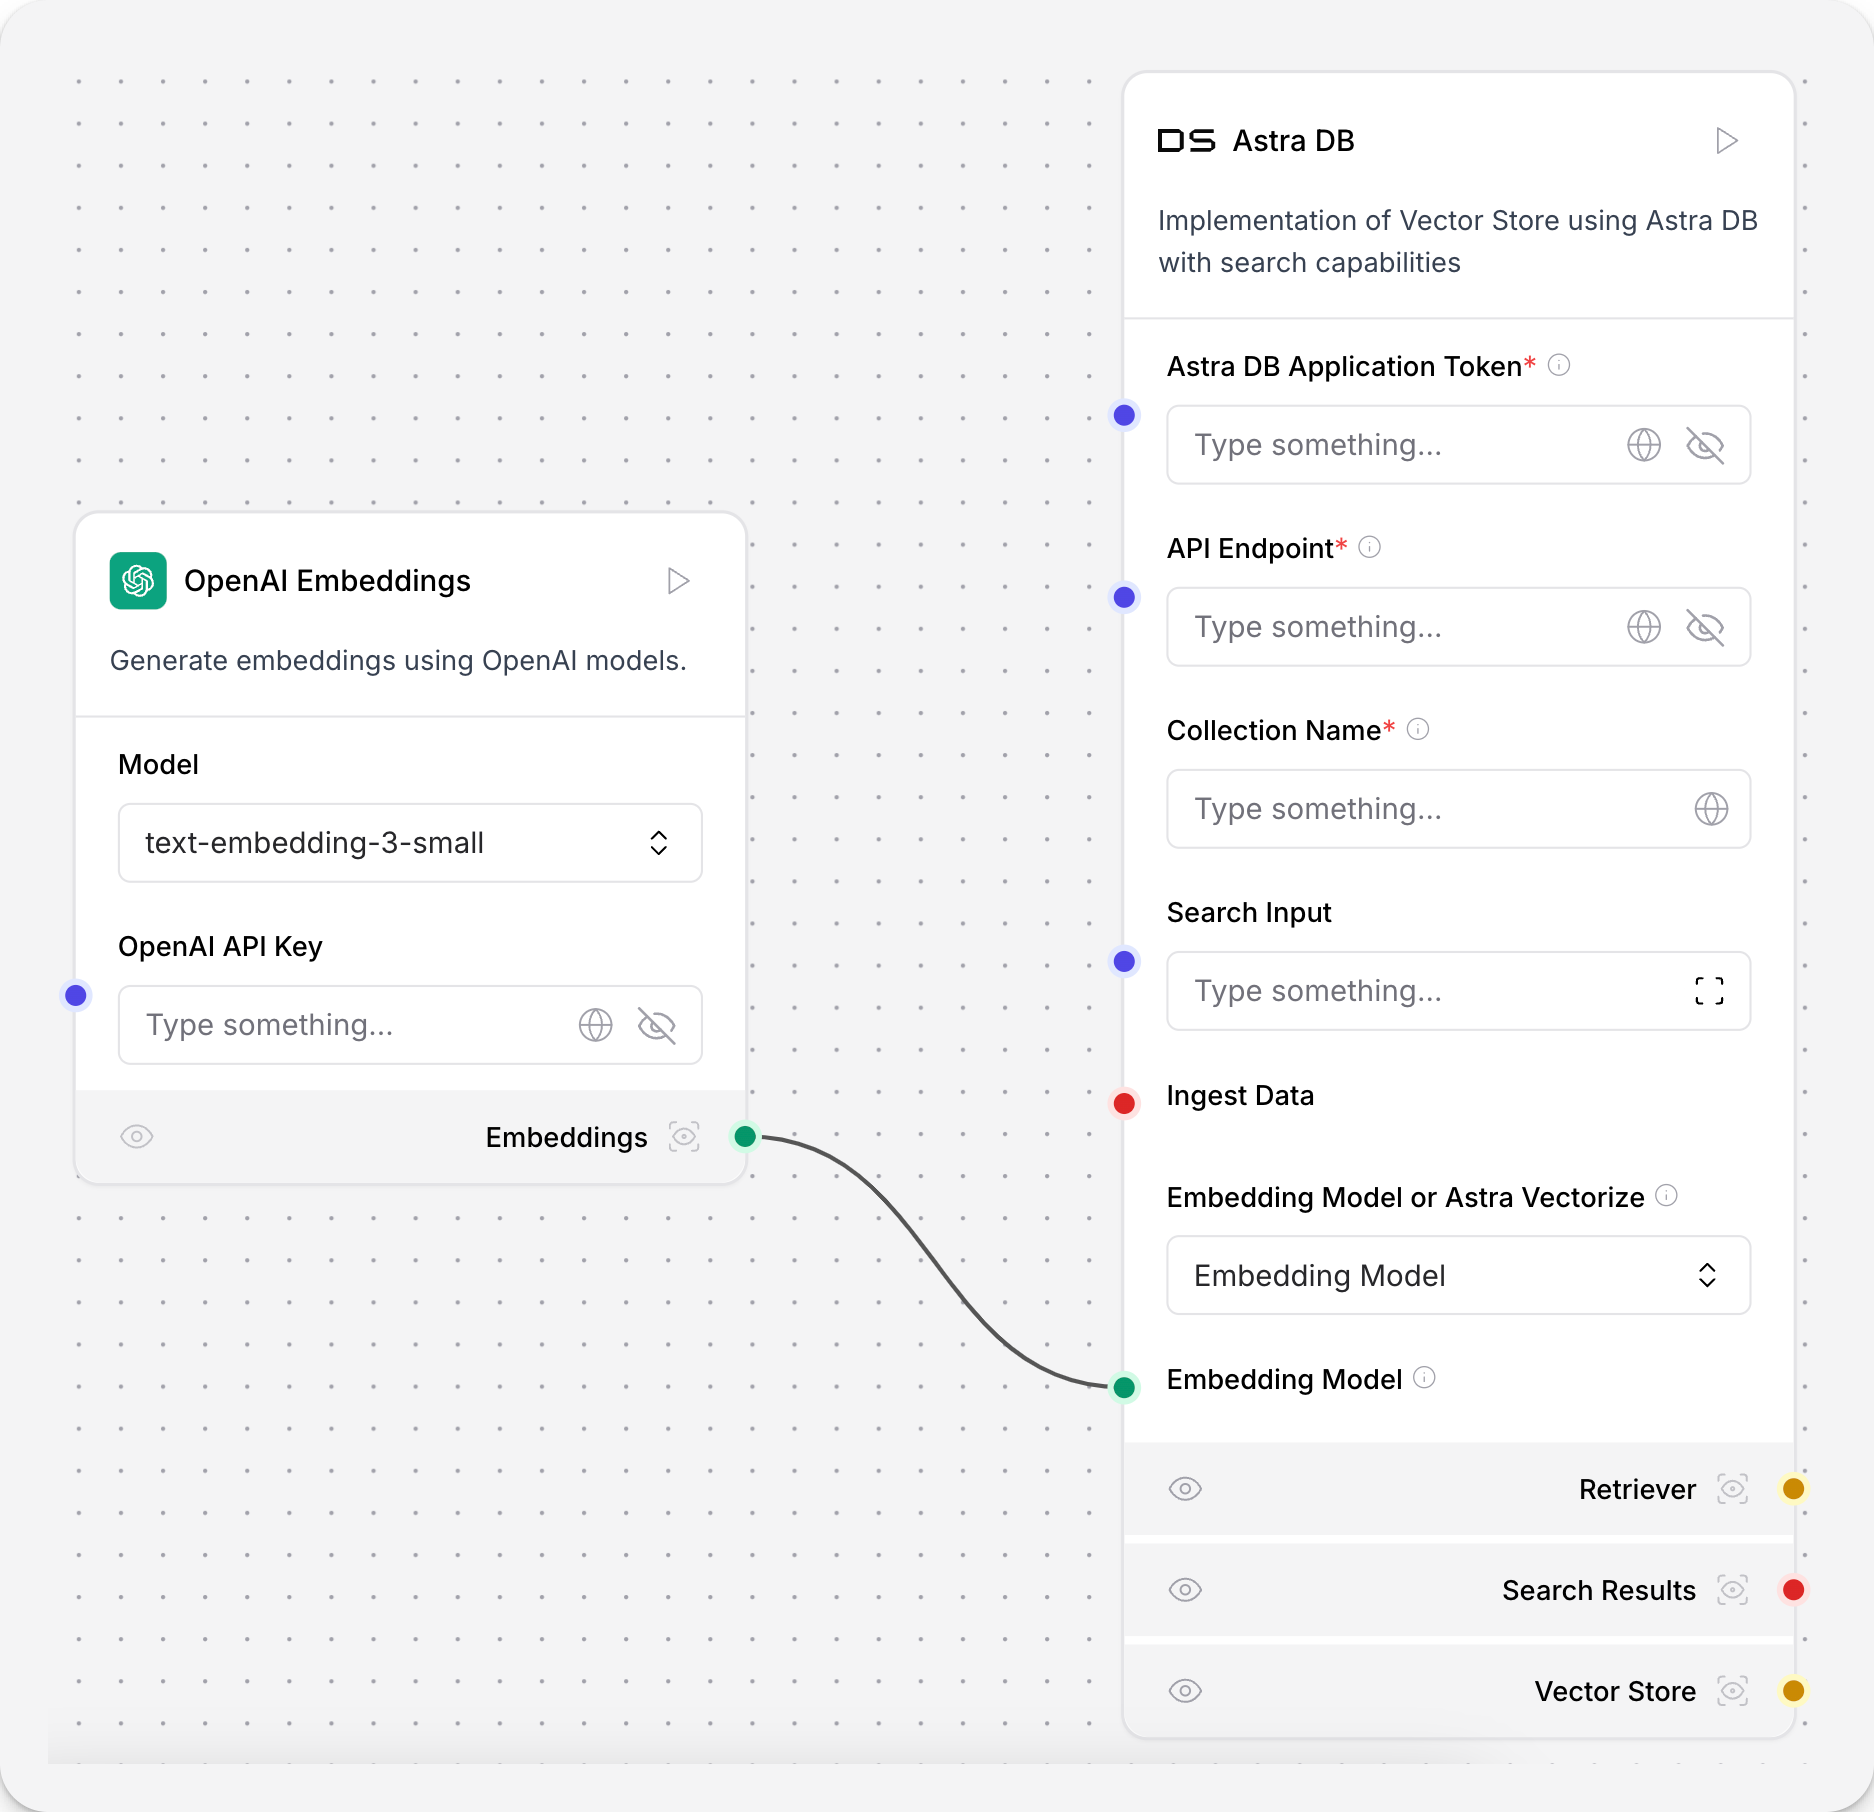 OpenAI Embeddings
Generate embeddings using OpenAI models.
Model
text-embedding-3-small
OpenAI API Key
Type something...
Embeddings
DS Astra DB
Implementation of Vector Store using Astra DB
with search capabilities
Astra DB Application Token*
Type something...
API Endpoint*
Type something...
Collection Name*
Type something...
Search Input
Type something...
Ingest Data
Embedding Model or Astra Vectorize
Embedding Model
Embedding Model
Retriever
Search Results
Vector Store